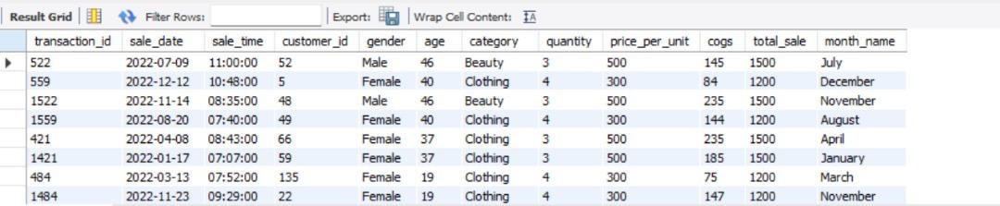 Result Grid Filter Rows: Export: Wrap Cell Content:
transaction_id sale_date sale_time customer_id gender age category quantity price_per_unit cogs total_sale month_name
522 2022-07-09 11:00:00 52 Male 46 Beauty 3 500 145 1500 July
559 2022-12-12 10:48:00 5 Female 40 Clothing 4 300 84 1200 December
1522 2022-11-14 08:35:00 48 Male 46 Beauty 3 500 235 1500 November
1559 2022-08-20 07:40:00 49 Female 40 Clothing 4 300 144 1200 August
421 2022-04-08 08:43:00 66 Female 37 Clothing 3 500 235 1500 April
1421 2022-01-17 07:07:00 59 Female 37 Clothing 3 500 185 1500 January
484 2022-03-13 07:52:00 135 Female 19 Clothing 4 300 75 1200 March
1484 2022-11-23 09:29:00 22 Female 19 Clothing 4 300 147 1200 November